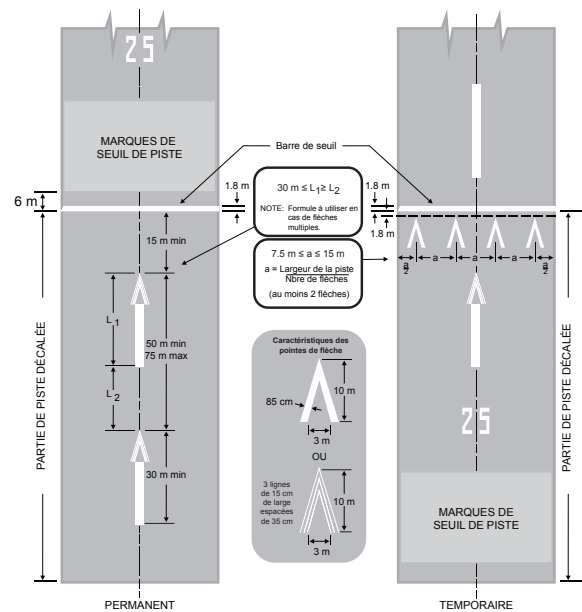 25
MARQUES DE
SEUIL DE PISTE
6 m
PARTIE DE PISTE DÉCALÉE
15 m min
L1
50 m min
75 m max
L2
30 m min
PERMANENT
Barre de seuil
1.8 m
30 m ≤ L1≥ L2
NOTE: Formule à utiliser en
cas de flèches
multiples.
1.8 m
1.8 m
7.5 m ≤ a ≤ 15 m
a = Largeur de la piste
Nbre de flèches
(au moins 2 flèches)
Caractéristiques des
pointes de flèche
10 m
85 cm
3 m
OU
3 lignes
de 15 cm
de large
espacées
de 35 cm
10 m
3 m
a/2 a a a a/2
25
MARQUES DE
SEUIL DE PISTE
PARTIE DE PISTE DÉCALÉE
TEMPORAIRE